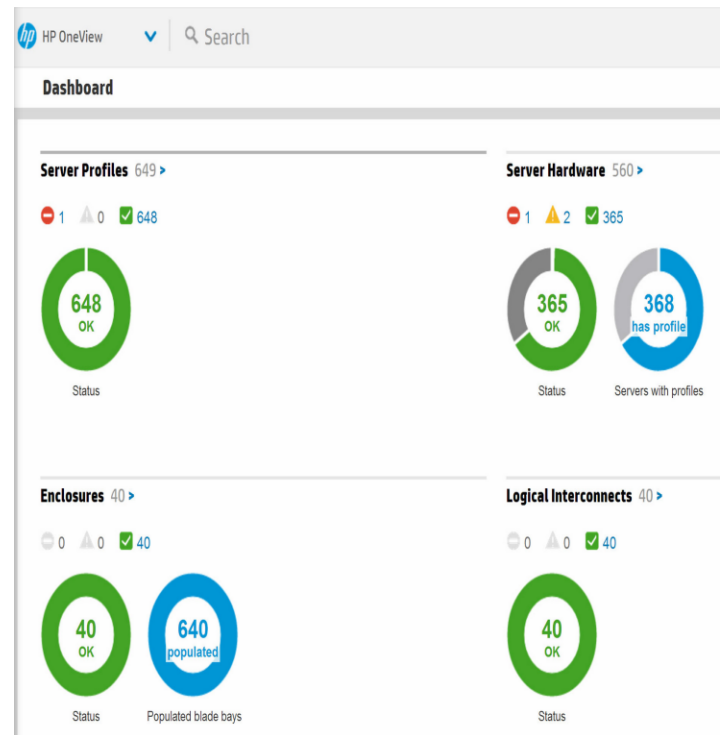 hp HP OneView Search
Dashboard
Server Profiles 649 >
1 0 648
648
OK
Status
Server Hardware 560 >
1 2 365
365
OK
Status
368
has profile
Servers with profiles
Enclosures 40 >
0 0 40
40
OK
Status
640
populated
Populated blade bays
Logical Interconnects 40 >
0 0 40
40
OK
Status